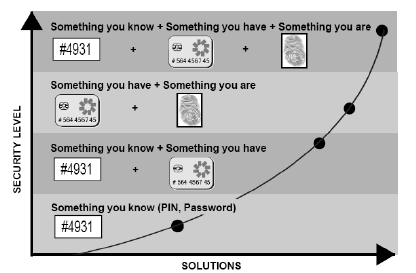 Something you know + Something you have + Something you are
#4931 + # 564 4567 45 +
Something you have + Something you are
# 564 4567 45 +
Something you know + Something you have
#4931 + # 564 4567 45
Something you know (PIN, Password)
#4931
SECURITY LEVEL
SOLUTIONS